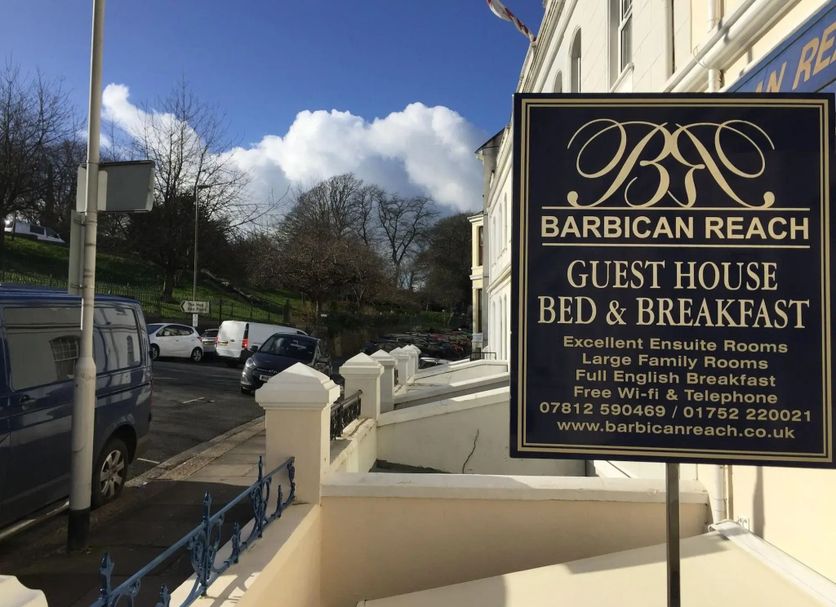 BR
BARBICAN REACH
GUEST HOUSE
BED & BREAKFAST
Excellent Ensuite Rooms
Large Family Rooms
Full English Breakfast
Free Wi-fi & Telephone
07812 590469 / 01752 220021
www.barbicanreach.co.uk